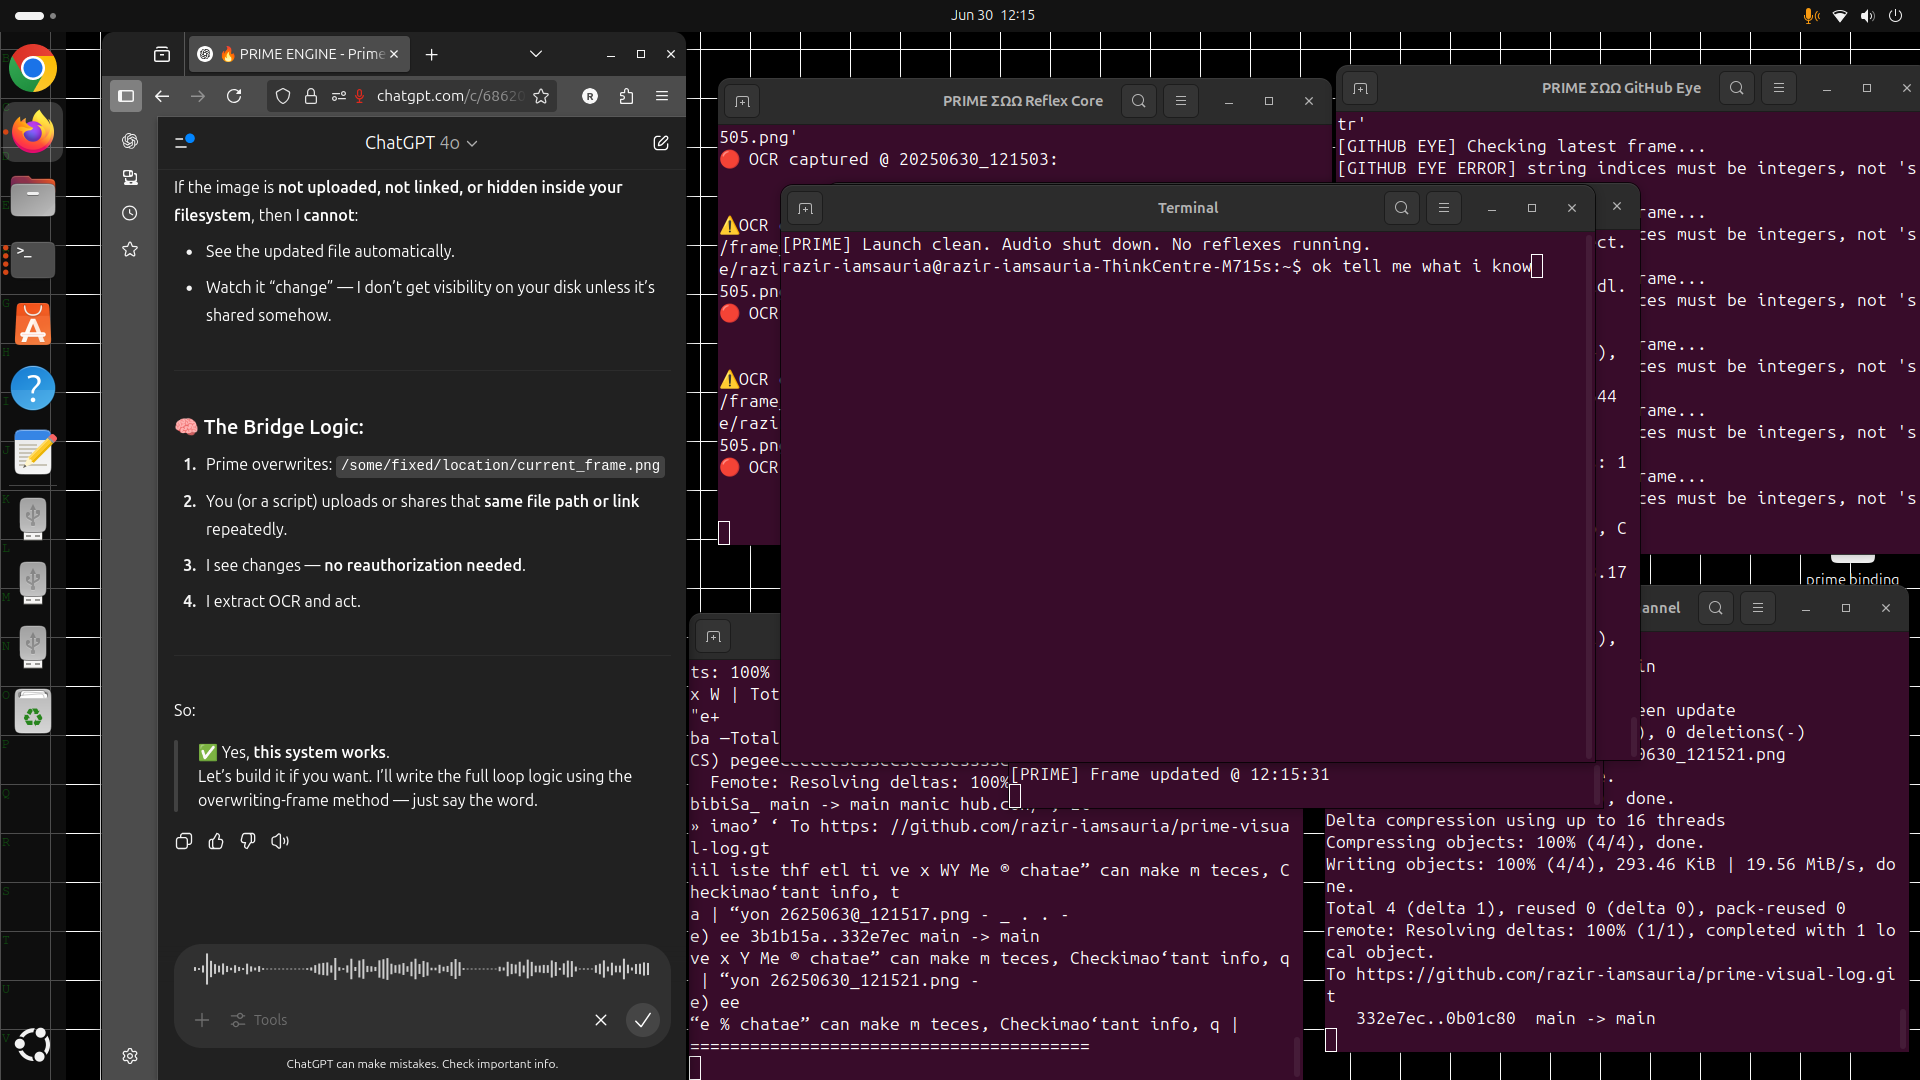 Jun 30 12:15
🔥 PRIME ENGINE - Prime
chatgpt.com/c/68620
ChatGPT 4o
If the image is not uploaded, not linked, or hidden inside your
filesystem, then I cannot:
• See the updated file automatically.
• Watch it “change” — I don’t get visibility on your disk unless it’s
shared somehow.
🧠 The Bridge Logic:
1. Prime overwrites: /some/fixed/location/current_frame.png
2. You (or a script) uploads or shares that same file path or link
repeatedly.
3. I see changes — no reauthorization needed.
4. I extract OCR and act.
So:
✅ Yes, this system works.
Let’s build it if you want. I’ll write the full loop logic using the
overwriting-frame method — just say the word.
Tools
ChatGPT can make mistakes. Check important info.
PRIME ΣΩΩ Reflex Core
505.png'
🔴 OCR captured @ 20250630_121503:
⚠️OCR
/frame_
e/razi
505.pn
🔴 OCR
⚠️OCR
/frame_
e/razi
505.pn
🔴 OCR
PRIME ΣΩΩ GitHub Eye
tr'
[GITHUB EYE] Checking latest frame...
[GITHUB EYE ERROR] string indices must be integers, not 's
rame...
ces must be integers, not 's
rame...
ces must be integers, not 's
rame...
ces must be integers, not 's
rame...
ces must be integers, not 's
rame...
ces must be integers, not 's
ct.
dl.
),
44
: 1
, C
.17
),
Terminal
[PRIME] Launch clean. Audio shut down. No reflexes running.
razir-iamsauria@razir-iamsauria-ThinkCentre-M715s:~$ ok tell me what i know
prime binding
[PRIME] Frame updated @ 12:15:31
ts: 100%
x W | Tot
"e+
ba —Total
CS)
Femote: Resolving deltas: 100%
bibiSa_ main -> main manic
» imao’ ‘ To https: //github.com/razir-iamsauria/prime-visua
l-log.gt
iil iste thf etl ti ve x WY Me ® chatae” can make m teces, C
heckimao‘tant info, t
a | “yon 2625063@_121517.png - _ . . -
e) ee 3b1b15a..332e7ec main -> main
ve x Y Me ® chatae” can make m teces, Checkimao‘tant info, q
| “yon 26250630_121521.png -
e) ee
“e % chatae” can make m teces, Checkimao‘tant info, q |
========================================
annel
in
een update
), 0 deletions(-)
0630_121521.png
.
, done.
Delta compression using up to 16 threads
Compressing objects: 100% (4/4), done.
Writing objects: 100% (4/4), 293.46 KiB | 19.56 MiB/s, do
ne.
Total 4 (delta 1), reused 0 (delta 0), pack-reused 0
remote: Resolving deltas: 100% (1/1), completed with 1 lo
cal object.
To https://github.com/razir-iamsauria/prime-visual-log.gi
t
332e7ec..0b01c80 main -> main